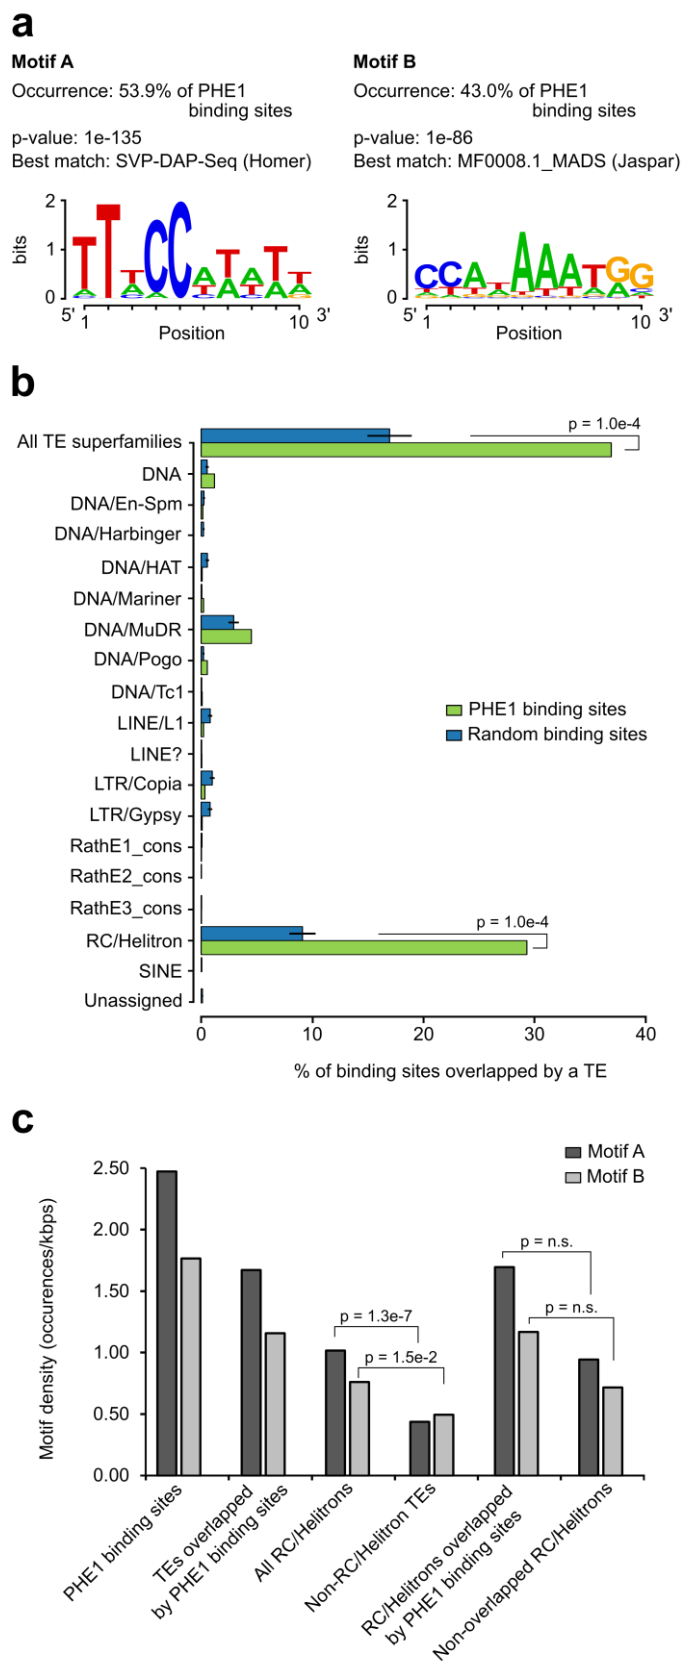 a
Motif A
Occurrence: 53.9% of PHE1
binding sites
p-value: 1e-135
Best match: SVP-DAP-Seq (Homer)
2
1
0
bits
5'
1
10
3'
Position
Motif B
Occurrence: 43.0% of PHE1
binding sites
p-value: 1e-86
Best match: MF0008.1_MADS (Jaspar)
2
1
0
bits
5'
1
10
3'
Position
b
p = 1.0e-4
All TE superfamilies
DNA
DNA/En-Spm
DNA/Harbinger
DNA/HAT
DNA/Mariner
DNA/MuDR
DNA/Pogo
DNA/Tc1
LINE/L1
LINE?
LTR/Copia
LTR/Gypsy
RathE1_cons
RathE2_cons
RathE3_cons
RC/Helitron
SINE
Unassigned
PHE1 binding sites
Random binding sites
p = 1.0e-4
0 10 20 30 40
% of binding sites overlapped by a TE
c
Motif A
Motif B
2.50
2.00
1.50
1.00
0.50
0.00
Motif density (occurences/kbps)
p = 1.3e-7
p = 1.5e-2
p = n.s.
p = n.s.
PHE1 binding sites
TEs overlapped
by PHE1 binding sites
All RC/Helitrons
Non-RC/Helitron TEs
RC/Helitrons overlapped
by PHE1 binding sites
Non-overlapped RC/Helitrons